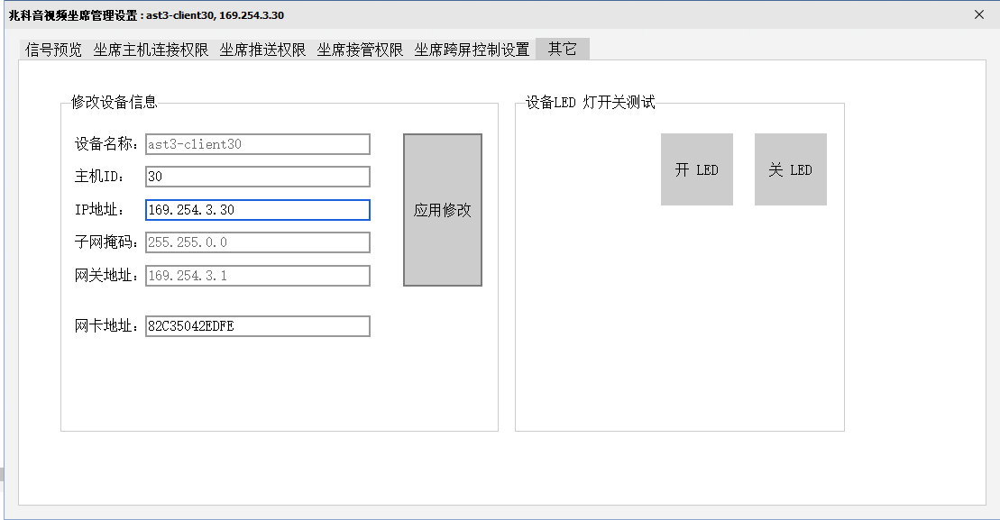 兆科音视频坐席管理设置 : ast3-client30, 169.254.3.30
信号预览 坐席主机连接权限 坐席推送权限 坐席接管权限 坐席跨屏控制设置 其它
修改设备信息
设备名称: ast3-client30
主机ID: 30
IP地址: 169.254.3.30
子网掩码: 255.255.0.0
网关地址: 169.254.3.1
网卡地址: 82C35042EDFE
应用修改
设备LED 灯开关测试
开 LED 关 LED